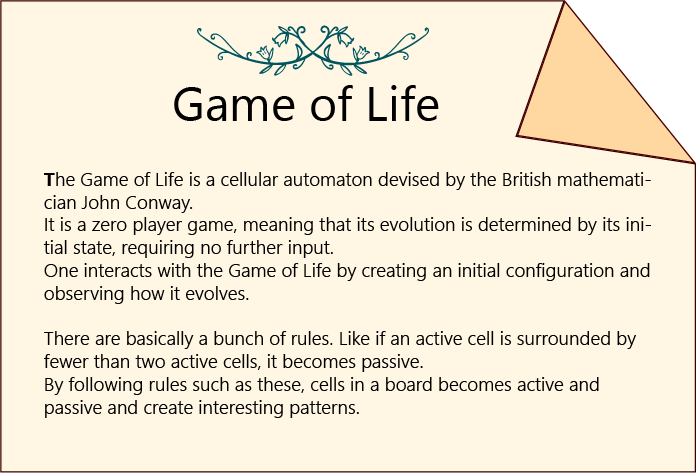 Game of Life
The Game of Life is a cellular automaton devised by the British mathemati-
cian John Conway.
It is a zero player game, meaning that its evolution is determined by its ini-
tial state, requiring no further input.
One interacts with the Game of Life by creating an initial configuration and
observing how it evolves.
There are basically a bunch of rules. Like if an active cell is surrounded by
fewer than two active cells, it becomes passive.
By following rules such as these, cells in a board becomes active and
passive and create interesting patterns.